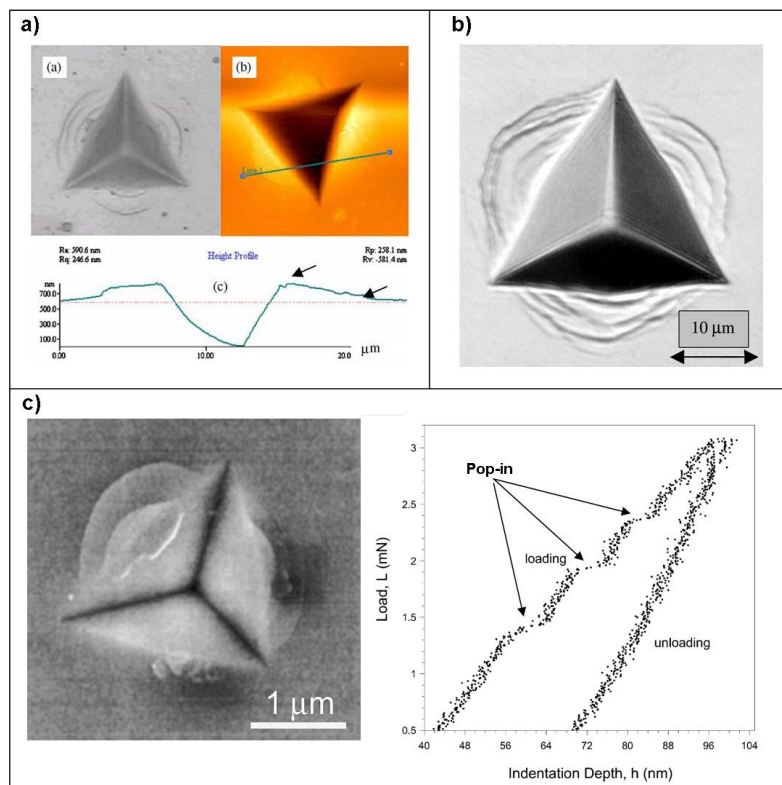 a)
(a)
(b)
Line 1
Ra: 590.6 nm
Rq: 246.6 nm
Height Profile
Rp: 258.1 nm
Rv: -581.4 nm
nm
700.0
500.0
300.0
100.0
(c)
0.00
10.00
20.0
μm
b)
10 μm
c)
1 μm
Pop-in
loading
unloading
Load, L (mN)
3
2.5
2
1.5
1
0.5
40
48
56
64
72
80
88
96
104
Indentation Depth, h (nm)